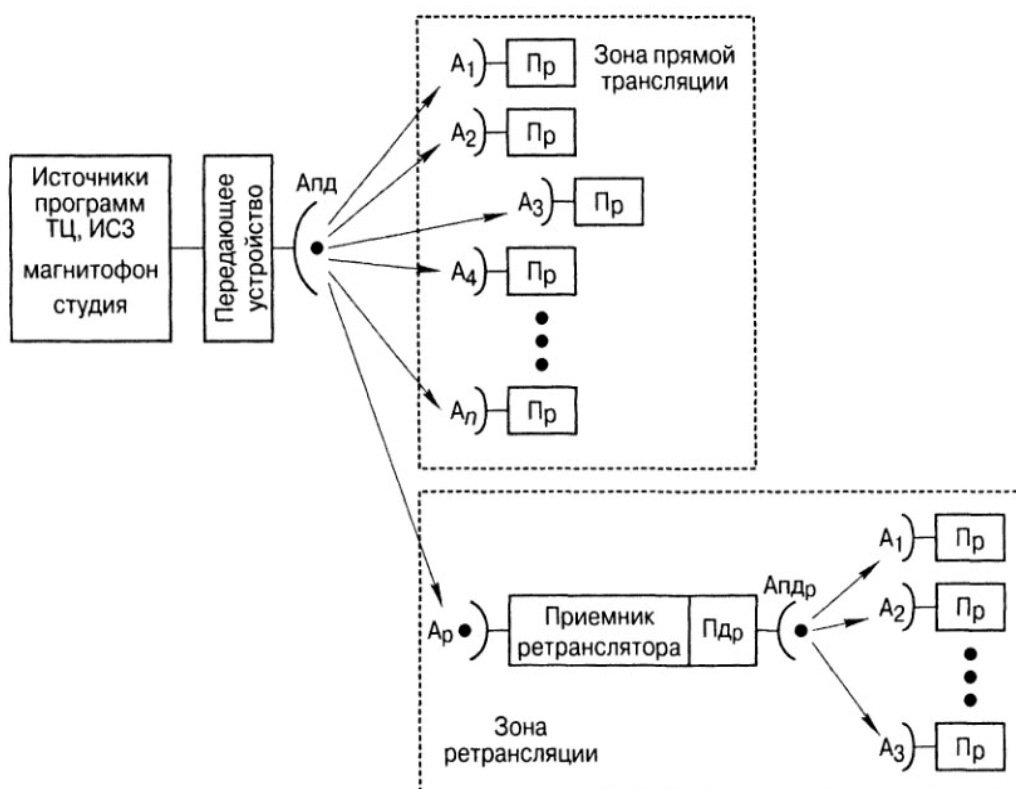 Источники
программ
ТЦ, ИСЗ
магнитофон
студия
Передающее
устройство
Апд
A1
Пр
Зона прямой
трансляции
A2
Пр
A3
Пр
A4
Пр
An
Пр
Ар
Приемник
ретранслятора
Пдр
Апдр
A1
Пр
A2
Пр
A3
Пр
Зона
ретрансляции